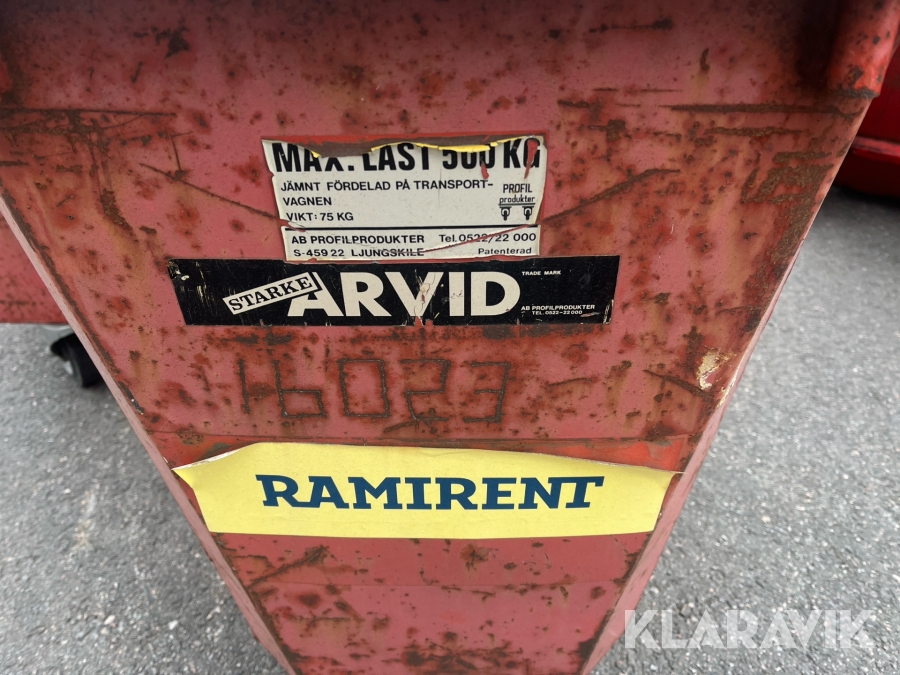 MAX. LAST 500 KG
JÄMNT FÖRDELAD PÅ TRANSPORT-
VAGNEN
VIKT: 75 KG
PROFIL
produkter
AB PROFILPRODUKTER Tel. 0522/22 000
S-459 22 LJUNGSKILE Patenterad
STARKE ARVID
TRADE MARK
AB PROFILPRODUKTER
TEL. 0522-22 000
16023
RAMIRENT
KLARAVIK